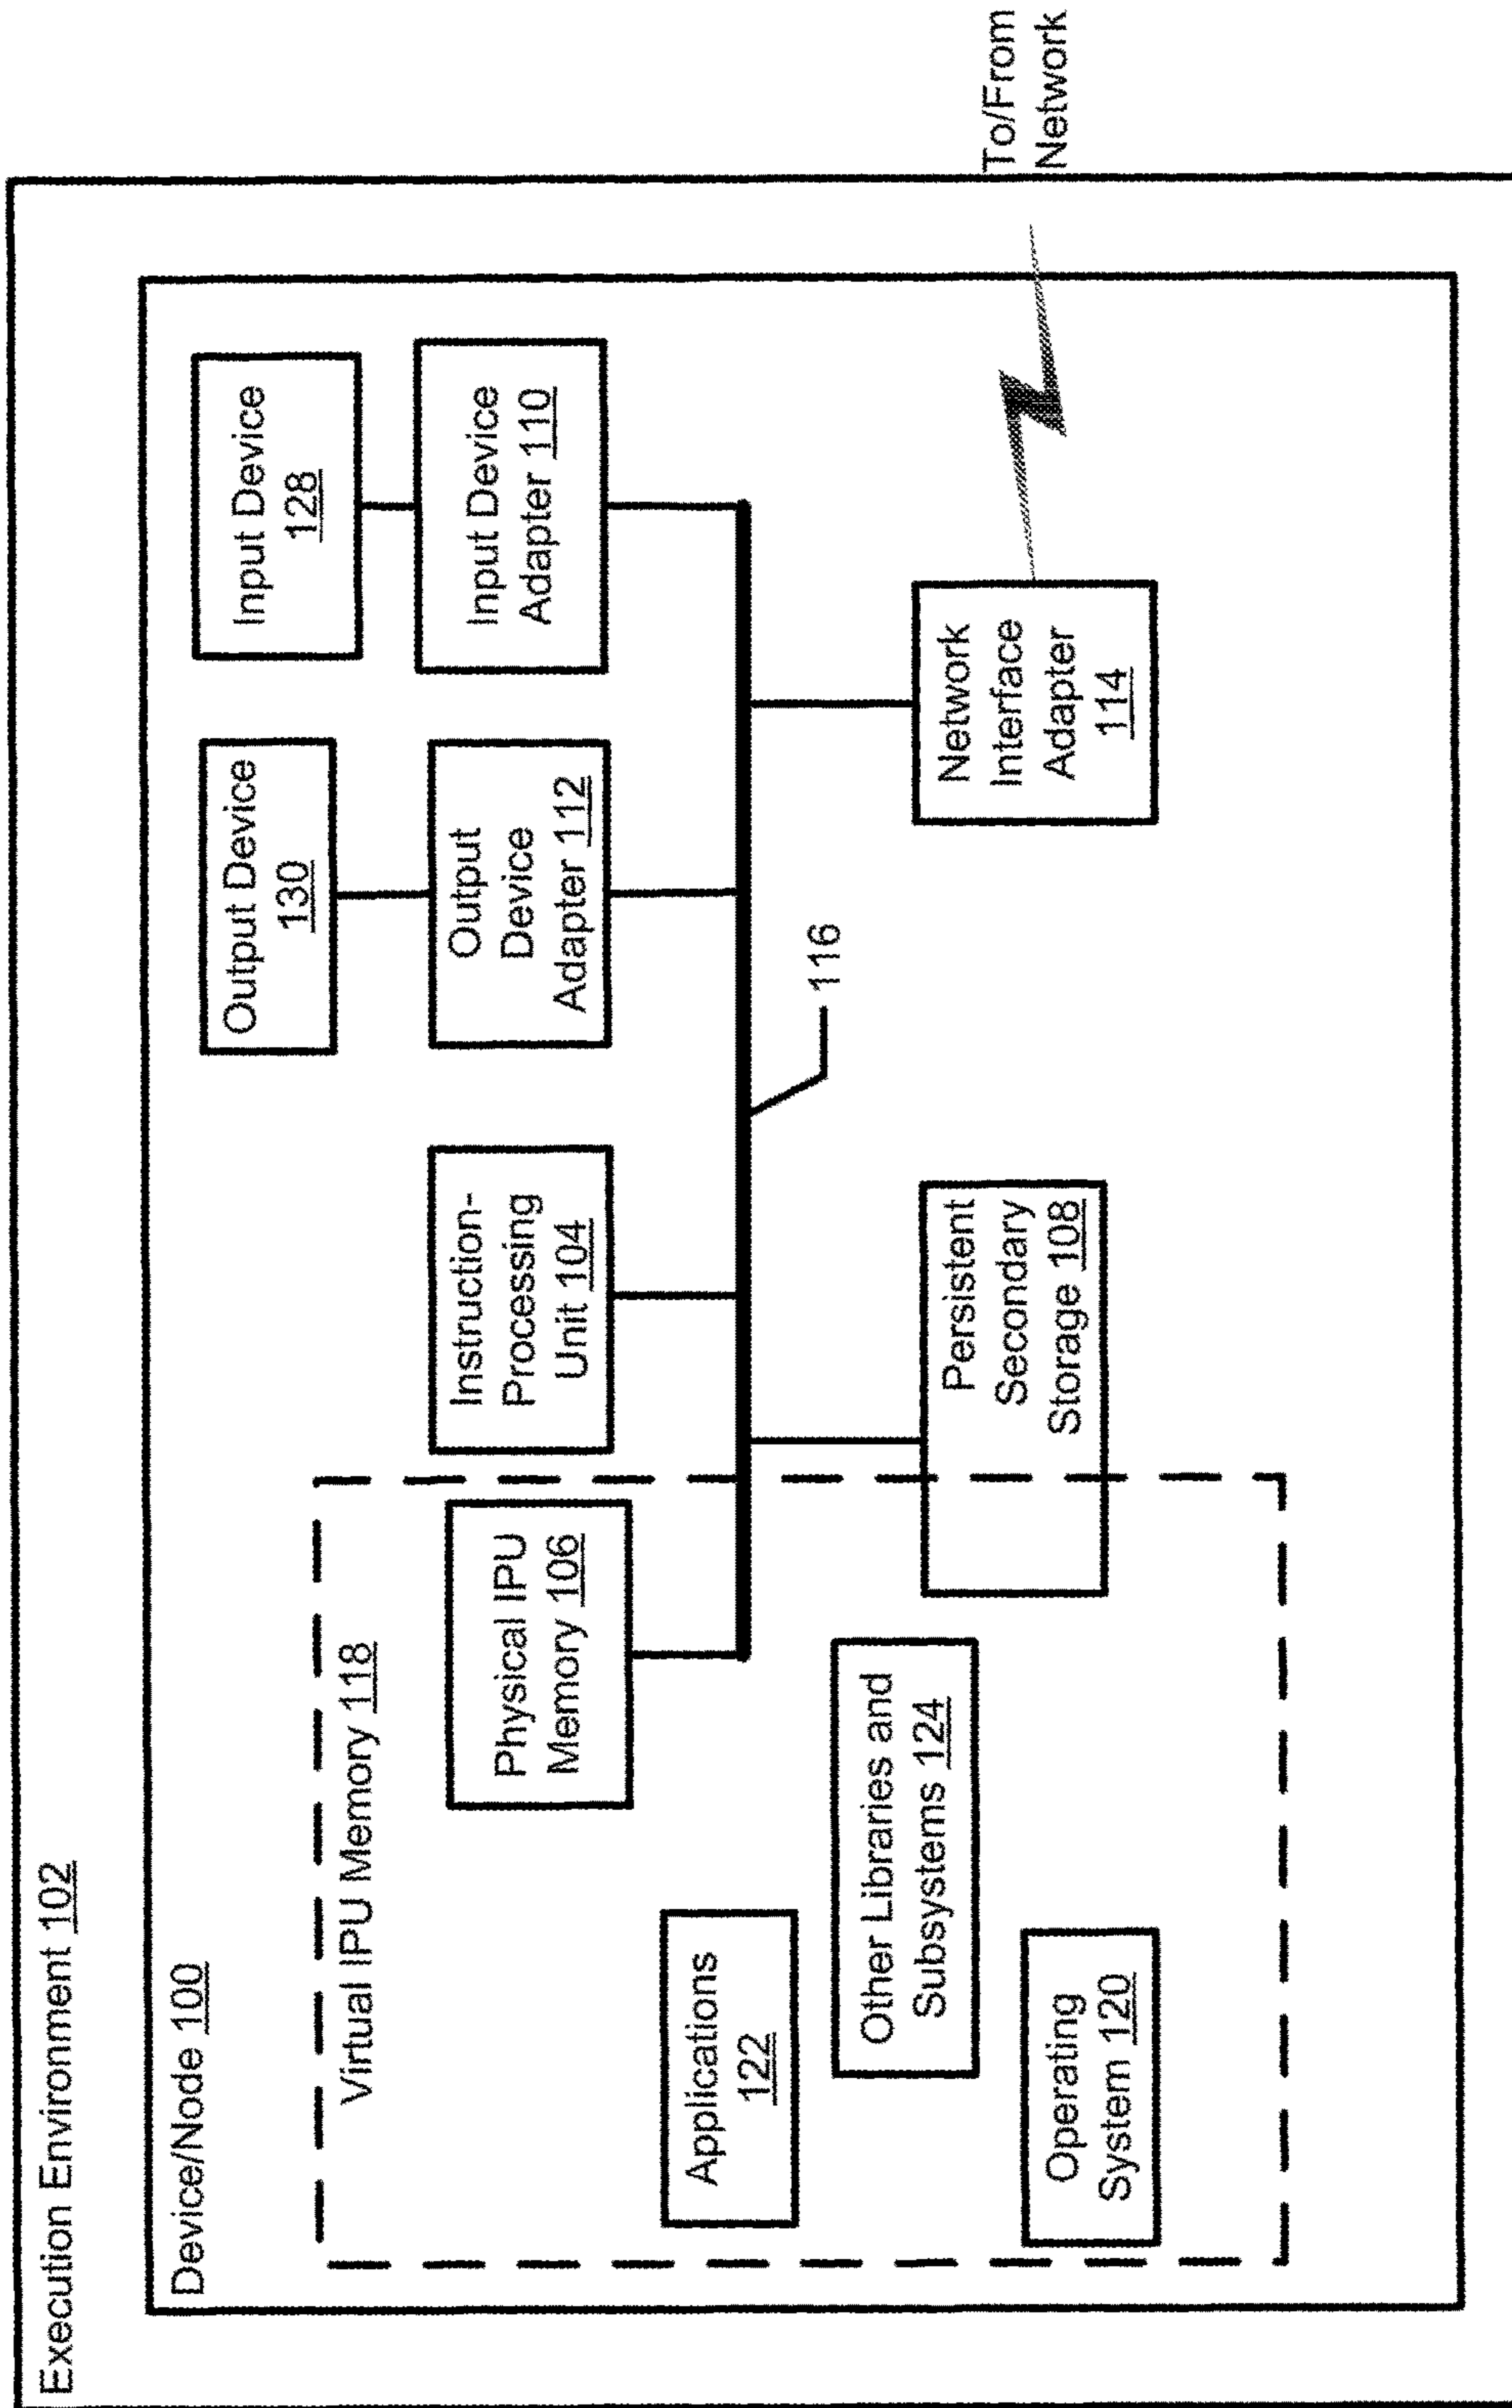 Execution Environment 102
Device/Node 100
Virtual IPU Memory 118
Physical IPU
Memory 106
Instruction-
Processing
Unit 104
Output Device
130
Output
Device
Adapter 112
Input Device
128
Input Device
Adapter 110
Applications
122
Other Libraries and
Subsystems 124
Operating
System 120
Persistent
Secondary
Storage 108
116
Network
Interface
Adapter
114
To/From
Network